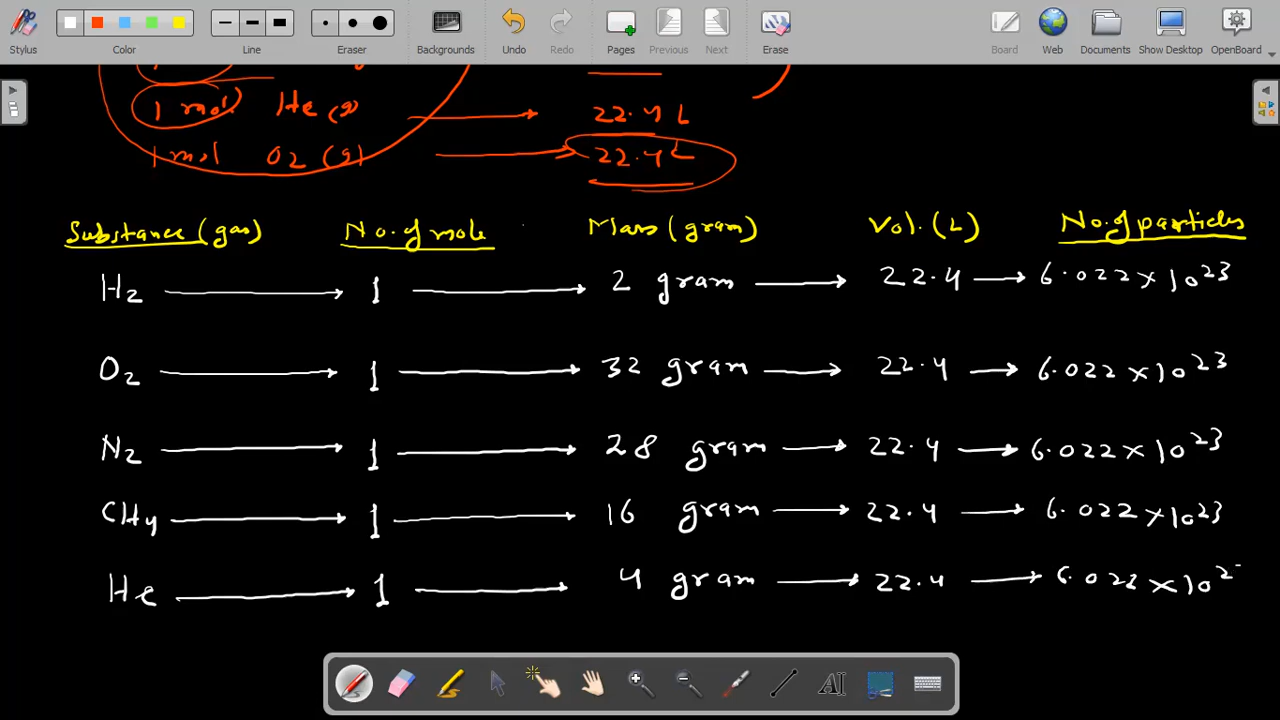 Stylus Color Line Eraser Backgrounds Undo Redo Pages Previous Next Erase Board Web Documents Show Desktop OpenBoard
1 mol He (g) 22.4 L
1 mol O2 (g) 22.4 L
Substance (gas) No. of mole Mass (gram) Vol. (L) No. of particles
H2 → 1 → 2 gram → 22.4 → 6.022 × 10^23
O2 → 1 → 32 gram → 22.4 → 6.022 × 10^23
N2 → 1 → 28 gram → 22.4 → 6.022 × 10^23
CH4 → 1 → 16 gram → 22.4 → 6.022 × 10^23
He → 1 → 4 gram → 22.4 → 6.022 × 10^2
AI